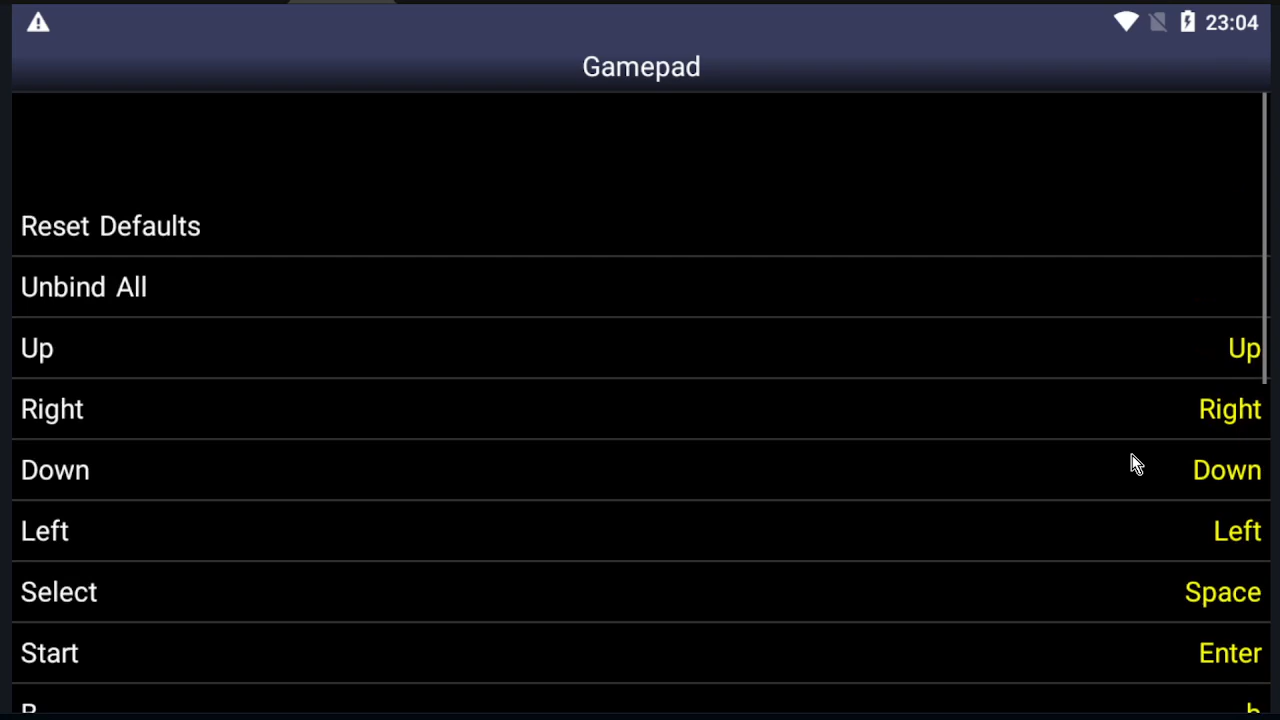 23:04
Gamepad
Reset Defaults
Unbind All
Up Up
Right Right
Down Down
Left Left
Select Space
Start Enter